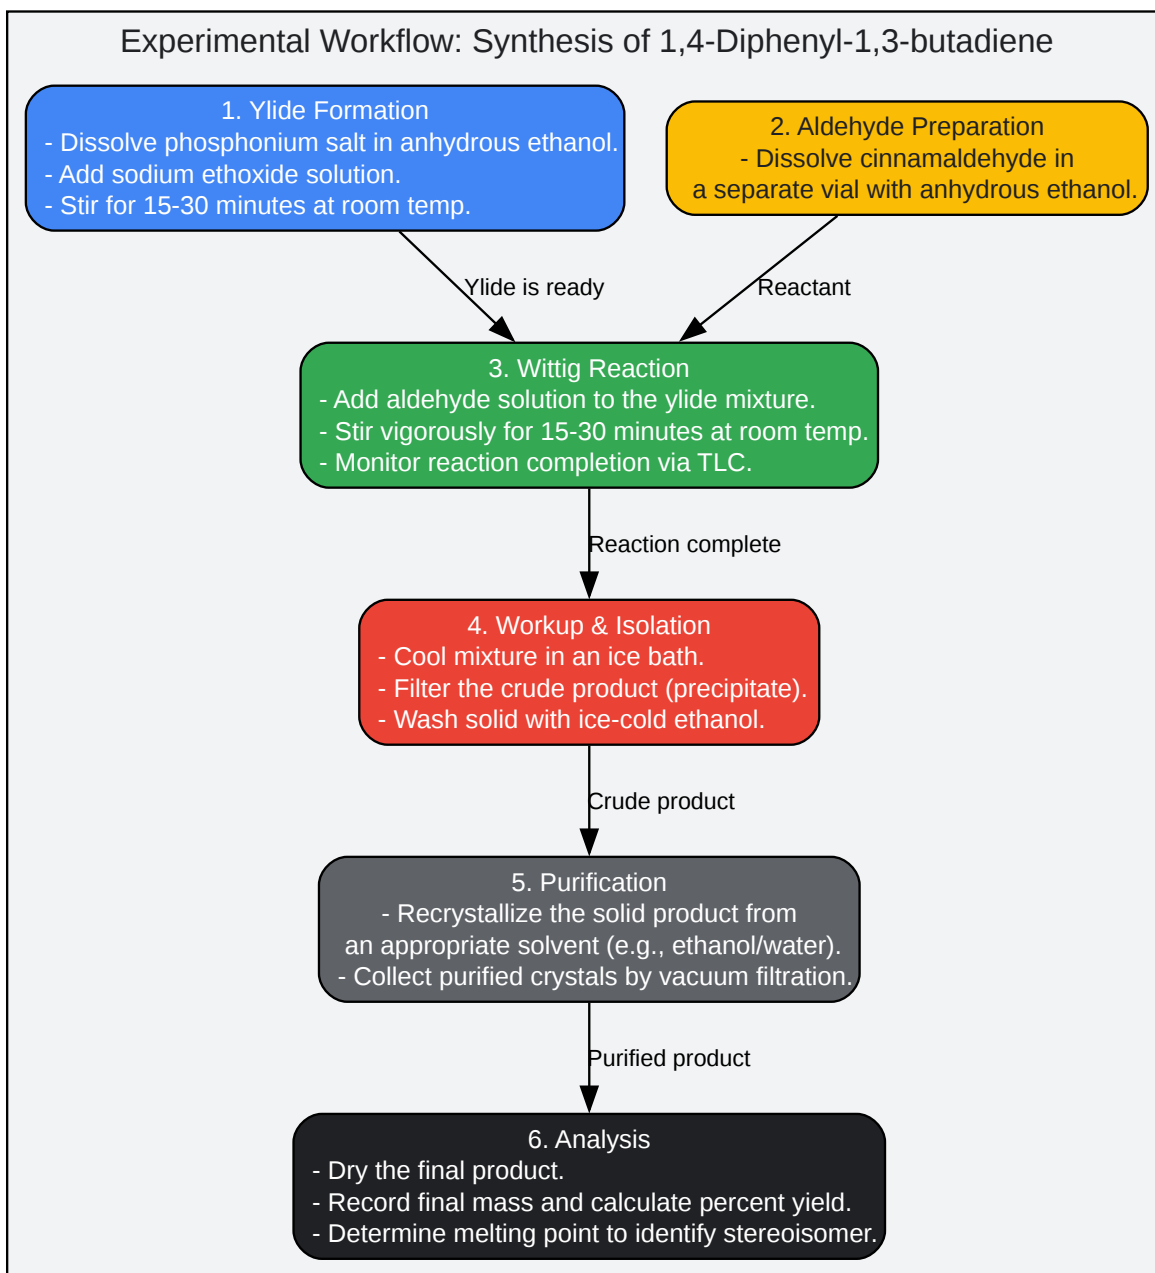 Experimental Workflow: Synthesis of 1,4-Diphenyl-1,3-butadiene
1. Ylide Formation
- Dissolve phosphonium salt in anhydrous ethanol.
- Add sodium ethoxide solution.
- Stir for 15-30 minutes at room temp.
2. Aldehyde Preparation
- Dissolve cinnamaldehyde in
a separate vial with anhydrous ethanol.
Ylide is ready
Reactant
3. Wittig Reaction
- Add aldehyde solution to the ylide mixture.
- Stir vigorously for 15-30 minutes at room temp.
- Monitor reaction completion via TLC.
Reaction complete
4. Workup & Isolation
- Cool mixture in an ice bath.
- Filter the crude product (precipitate).
- Wash solid with ice-cold ethanol.
Crude product
5. Purification
- Recrystallize the solid product from
an appropriate solvent (e.g., ethanol/water).
- Collect purified crystals by vacuum filtration.
Purified product
6. Analysis
- Dry the final product.
- Record final mass and calculate percent yield.
- Determine melting point to identify stereoisomer.